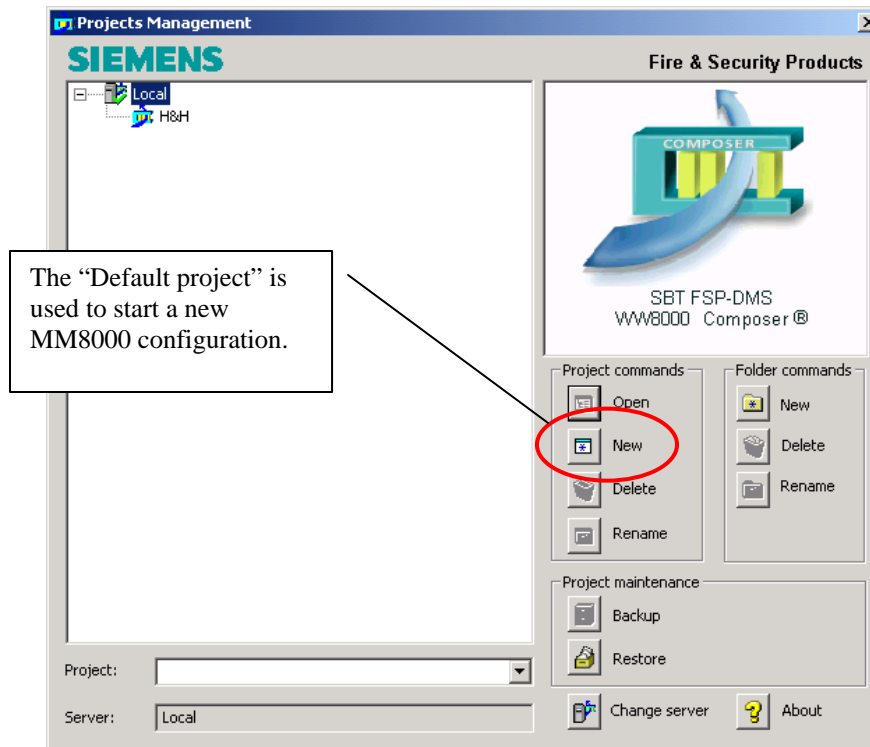 Projects Management
SIEMENS
Fire & Security Products
Local
H&H
COMPOSER
SBT FSP-DMS
WW8000 Composer ®
The “Default project” is
used to start a new
MM8000 configuration.
Project commands
Open
New
Delete
Rename
Folder commands
New
Delete
Rename
Project maintenance
Backup
Restore
Project:
Server:
Local
Change server
About